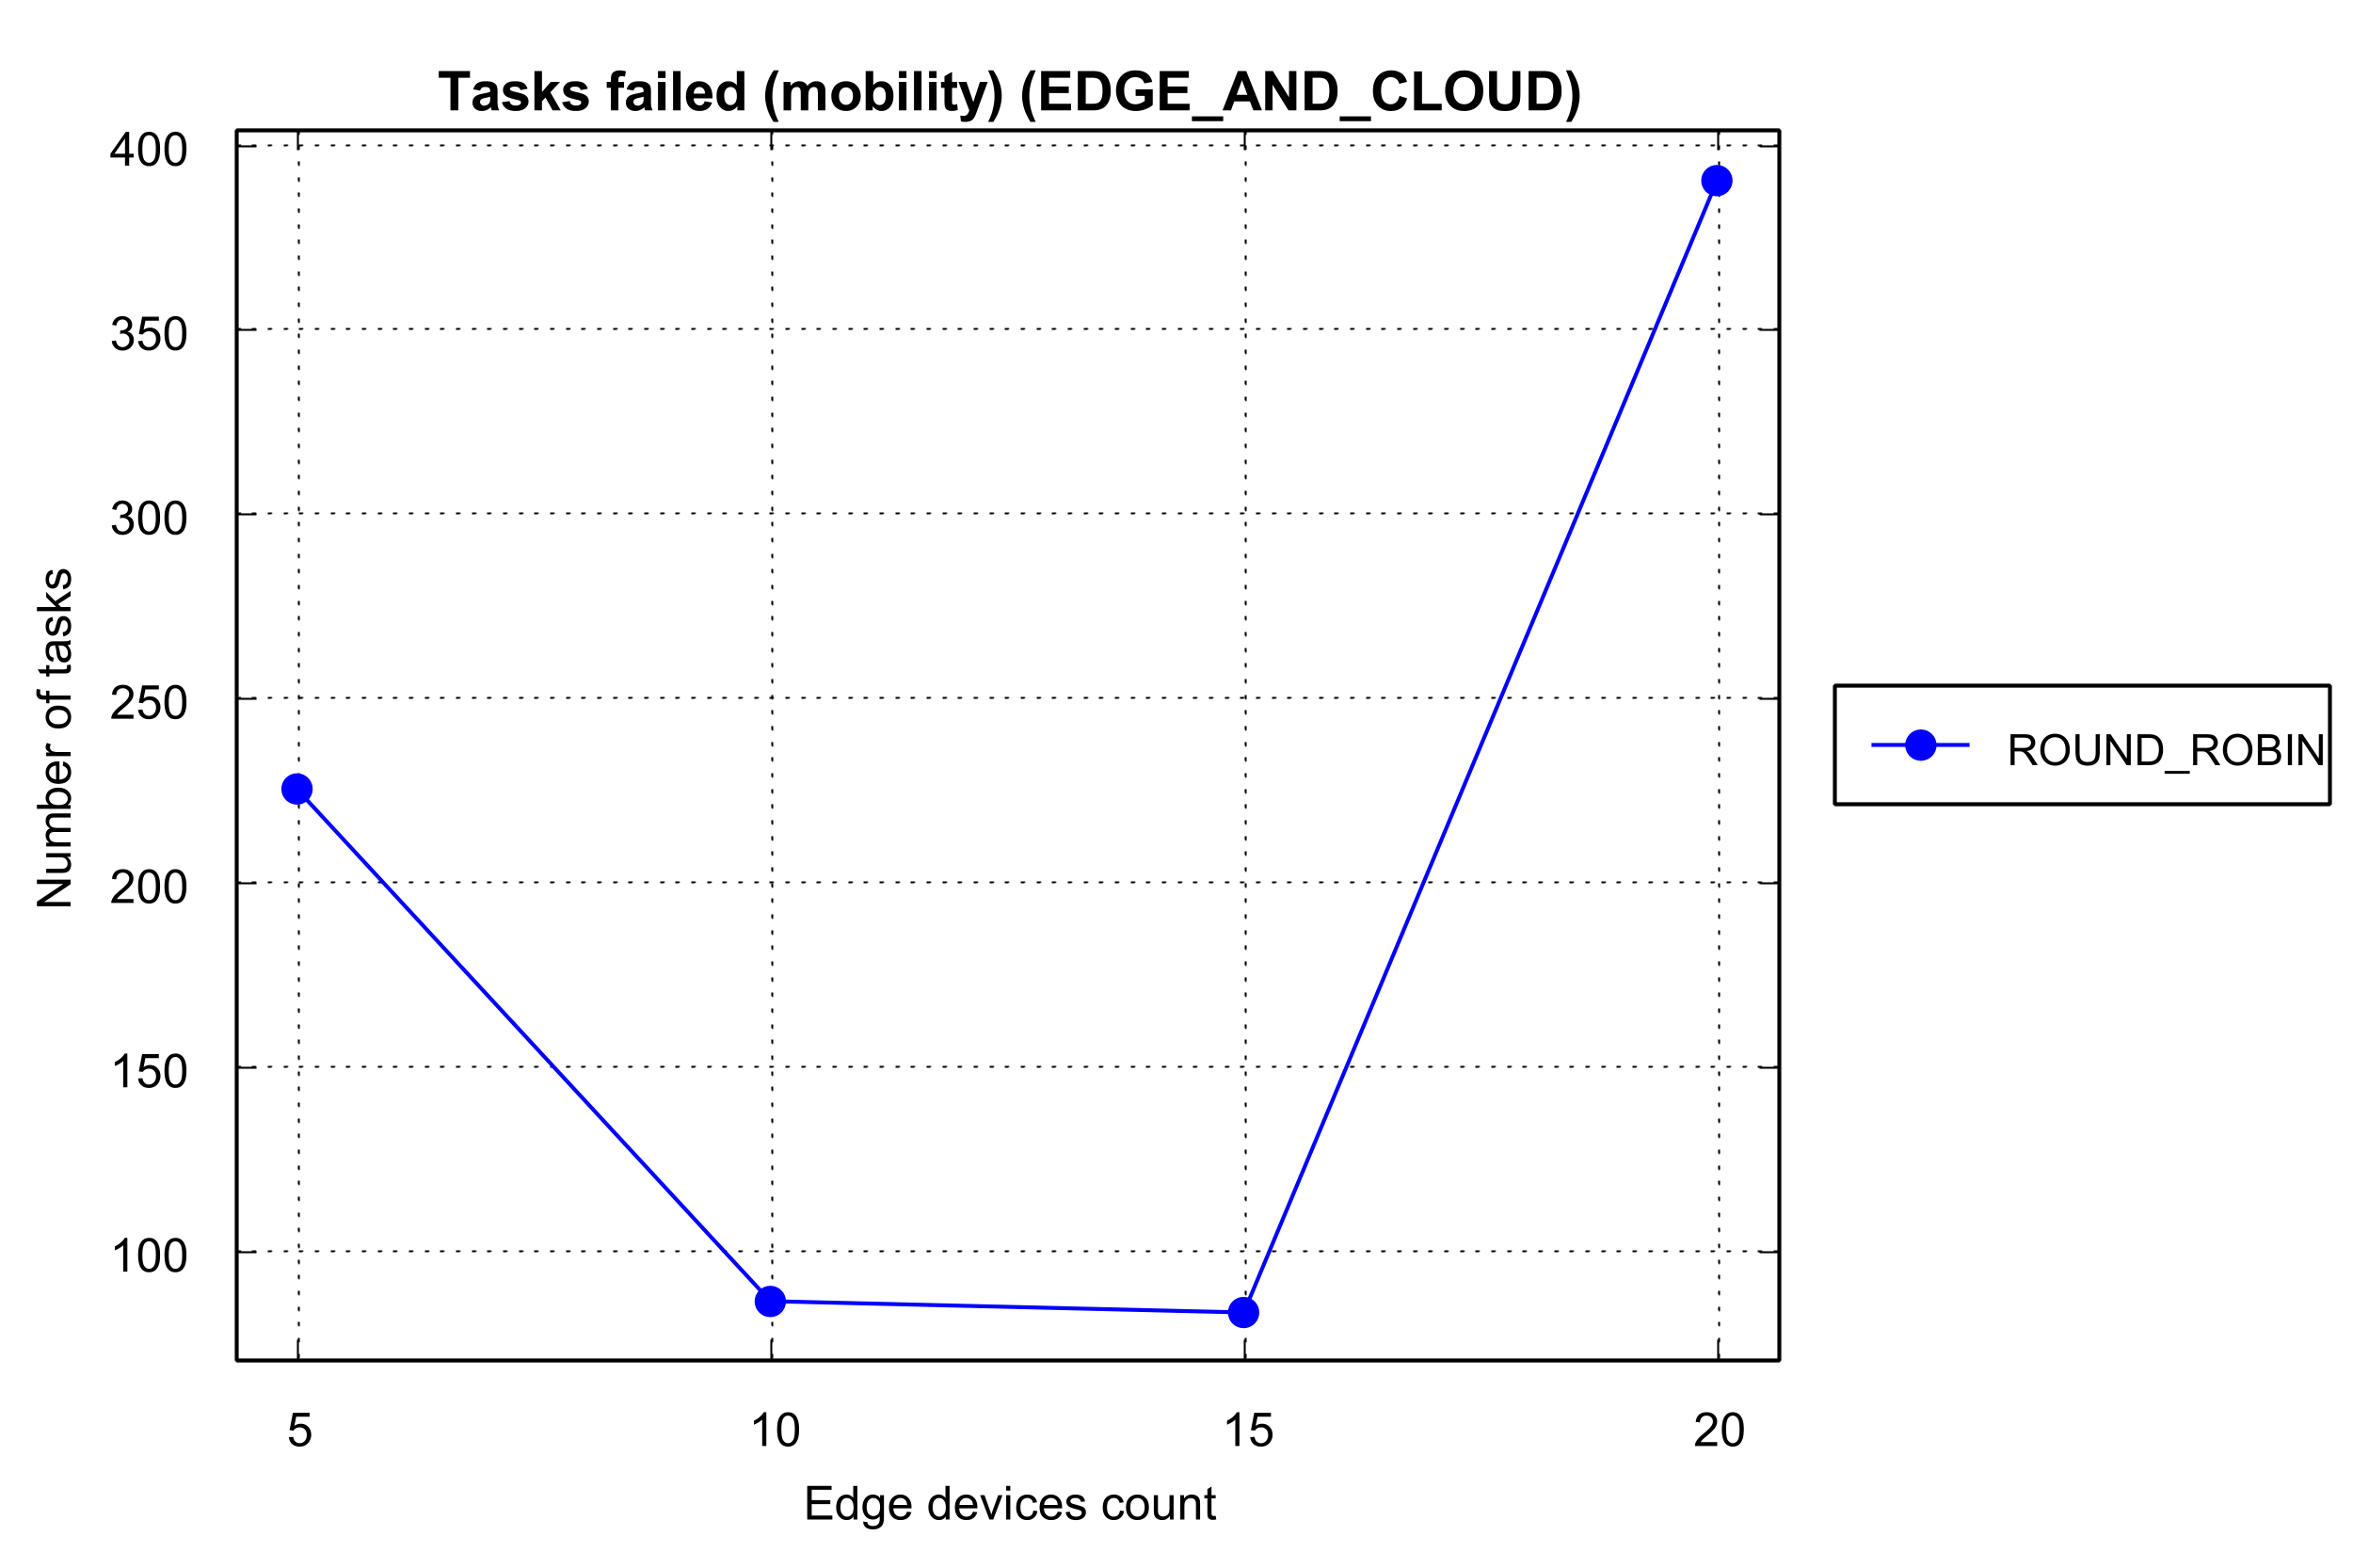 Tasks failed (mobility) (EDGE_AND_CLOUD)
400
350
300
250
200
150
100
Number of tasks
5 10 15 20
Edge devices count
ROUND_ROBIN